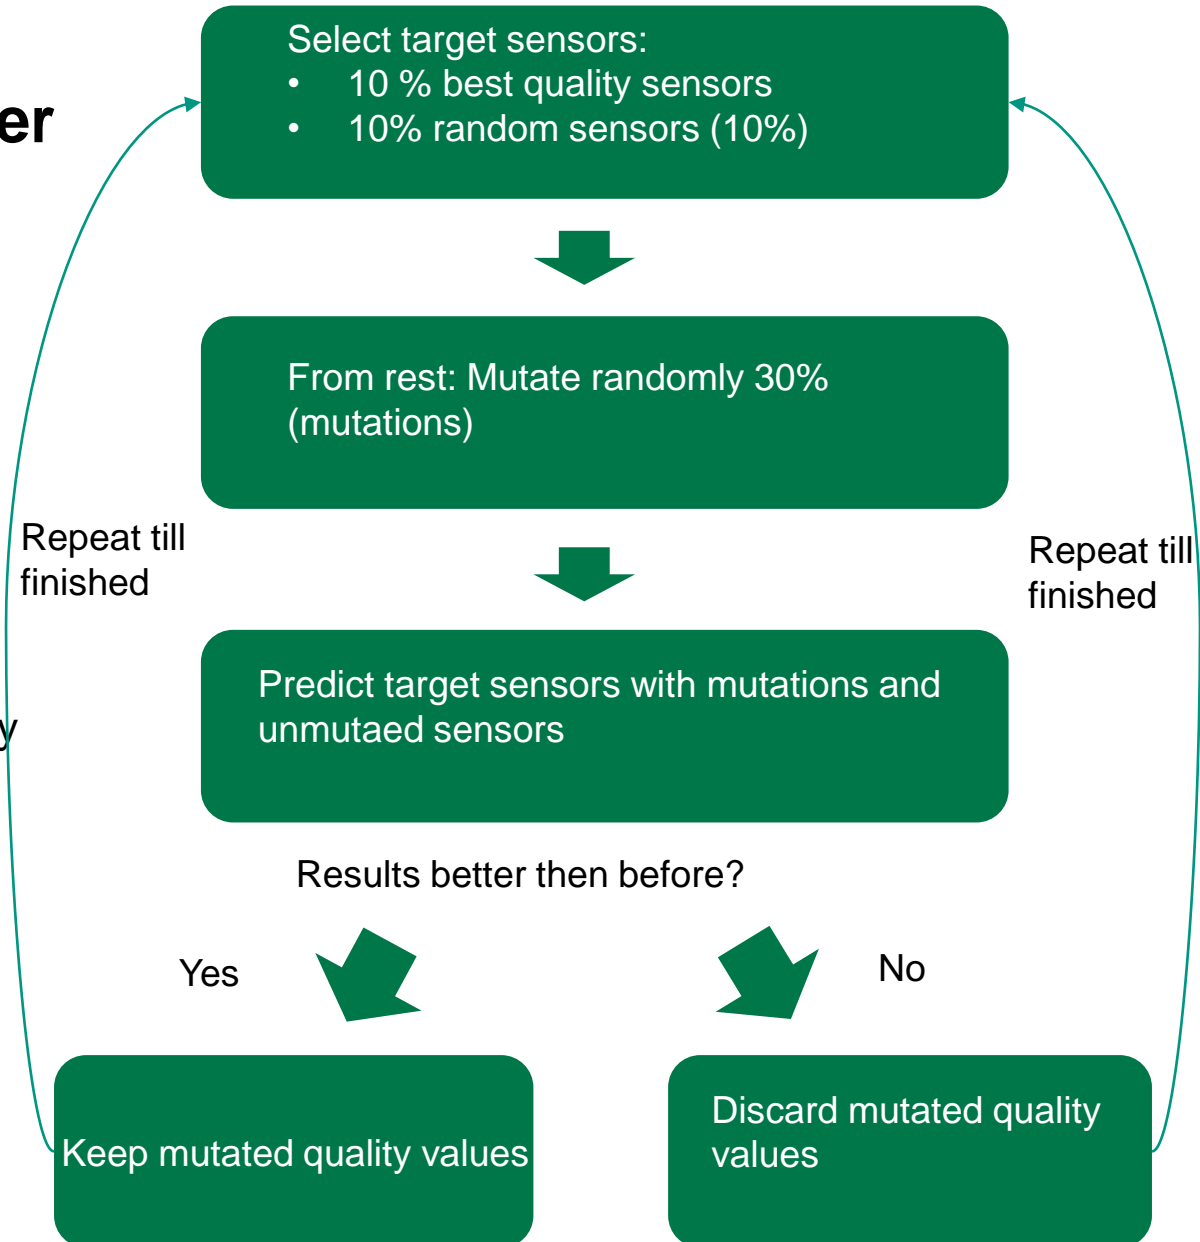 Select target sensors:
• 10 % best quality sensors
er
• 10% random sensors (10%)
From rest: Mutate randomly 30%
(mutations)
Repeat till
finished
Repeat till
finished
Predict target sensors with mutations and
unmutaed sensors
y
Results better then before?
Yes
No
Keep mutated quality values
Discard mutated quality
values